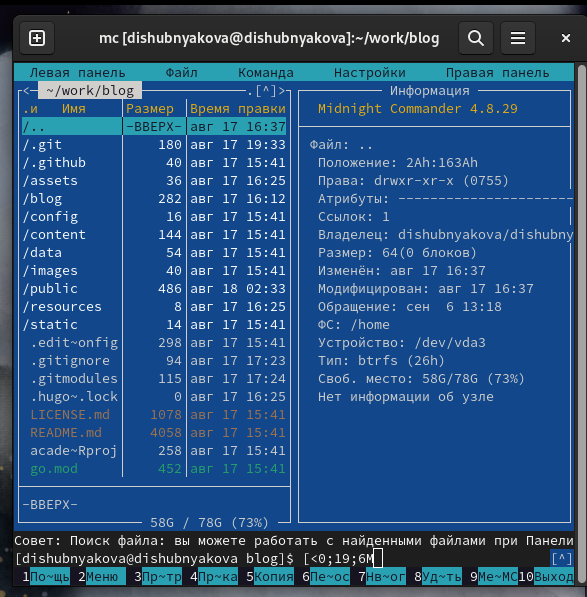 mc [dishubnyakova@dishubnyakova]:~/work/blog
Левая панель Файл Команда Настройки Правая панель
<— ~/work/blog .[^]>
Информация
.и Имя Размер Время правки
/.. -ВВЕРХ- авг 17 16:37
/.git 180 авг 17 19:33
/.github 40 авг 17 15:41
/assets 36 авг 17 16:25
/blog 282 авг 17 16:12
/config 16 авг 17 15:41
/content 144 авг 17 15:41
/data 54 авг 17 15:41
/images 40 авг 17 15:41
/public 486 авг 18 02:33
/resources 8 авг 17 16:25
/static 14 авг 17 15:41
.edit~onfig 298 авг 17 15:41
.gitignore 94 авг 17 17:23
.gitmodules 115 авг 17 17:24
.hugo~.lock 0 авг 17 16:25
LICENSE.md 1078 авг 17 15:41
README.md 4058 авг 17 15:41
acade~Rproj 258 авг 17 15:41
go.mod 452 авг 17 15:41
-ВВЕРХ-
58G / 78G (73%)
Midnight Commander 4.8.29
Файл: ..
Положение: 2Ah:163Ah
Права: drwxr-xr-x (0755)
Атрибуты: ----------------------
Ссылок: 1
Владелец: dishubnyakova/dishubny
Размер: 64(0 блоков)
Изменён: авг 17 16:37
Модифицирован: авг 17 16:37
Обращение: сен 6 13:18
ФС: /home
Устройство: /dev/vda3
Тип: btrfs (26h)
Своб. место: 58G/78G (73%)
Нет информации об узле
Совет: Поиск файла: вы можете работать с найденными файлами при Панели
[dishubnyakova@dishubnyakova blog]$ [<0;19;6M [^]
1По~щь 2Меню 3Пр~тр 4Пр~ка 5Копия 6Пе~ос 7Нв~ог 8Уд~ть 9Ме~МС10Выход